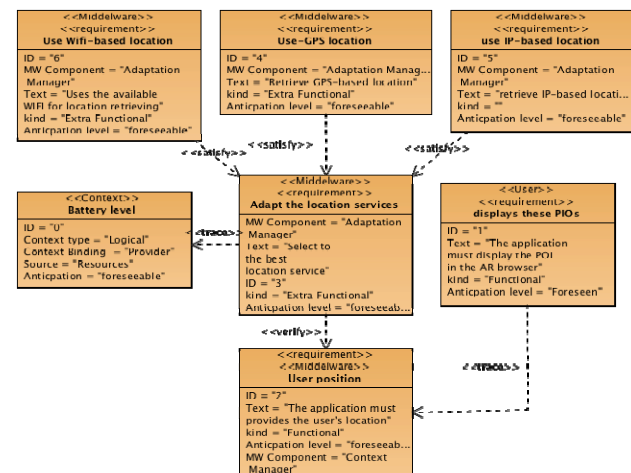 <<Middelware>>
<<requirement>>
Use Wifi-based location
ID = "6"
MW Component = "Adaptation
Manager"
Text = "Uses the available
WIFI for location retrieving"
kind = "Extra Functional"
Anticpation level = "foreseeable"
<<Middlware>>
<<requirement>>
Use-GPS location
ID = "4"
MW Component = "Adaptation Manag...
Text = "Retrieve GPS-based location"
kind = "Extra Functional"
Anticpation level = "foreseeable"
<<Middlware>>
<<requirement>>
use IP-based location
ID = "5"
MW Component = "Adaptation
Manager"
Text = "retrieve IP-based locati...
kind = ""
Anticpation level = "foreseeable"
<<satisfy>>
<<satisfy>>
<<satisfy>>
<<Context>>
Battery level
ID = "0"
Context type = "Logical"
Context Binding = "Provider"
Source = "Resources"
Anticpation = "foreseeable"
<<trace>>
<<Middlware>>
<<requirement>>
Adapt the location services
MW Component = "Adaptation
Manager"
Text = "Select to
the best
location service"
ID = "3"
kind = "Extra Functional"
Anticpation level = "foreseeab...
<<User>>
<<requirement>>
displays these PIOs
ID = "1"
Text = "The application
must display the POI
in the AR browser"
kind = "Functional"
Anticpation level = "Foreseen"
<<verify>>
<<trace>>
<<requirement>>
<<Middlware>>
User position
ID = "2"
Text = "The application must
provides the user's location"
kind = "Functional"
Anticpation level = "foreseeab...
MW Component = "Context
Manager"